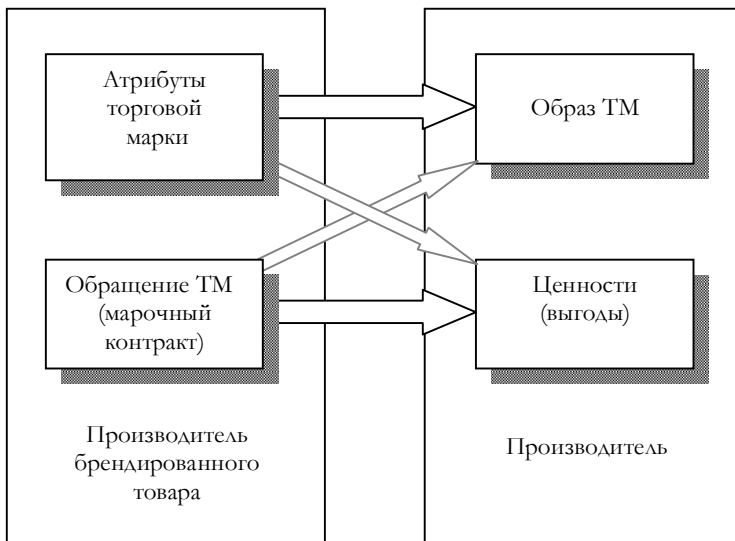 Атрибуты
торговой
марки
Образ ТМ
Обращение ТМ
(марочный
контракт)
Ценности
(выгоды)
Производитель
брендированного
товара
Производитель